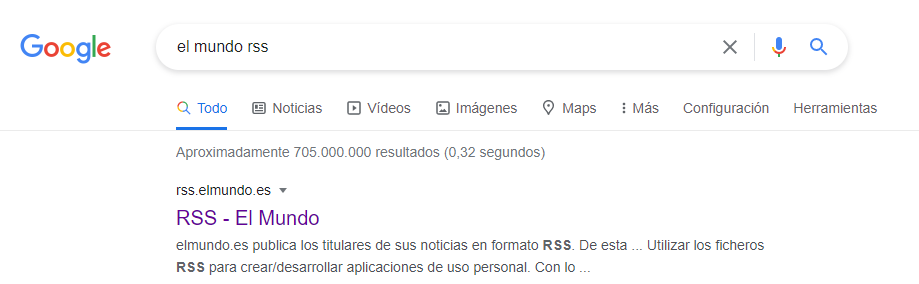 Google
el mundo rss
Todo Noticias Vídeos Imágenes Maps Más Configuración Herramientas
Aproximadamente 705.000.000 resultados (0,32 segundos)
rss.elmundo.es
RSS - El Mundo
elmundo.es publica los titulares de sus noticias en formato RSS. De esta ... Utilizar los ficheros
RSS para crear/desarrollar aplicaciones de uso personal. Con lo ...